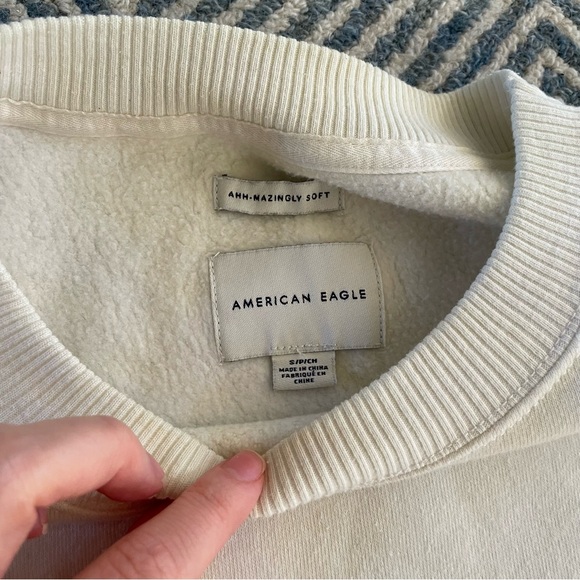 AHH-MAZINGLY SOFT
AMERICAN EAGLE
S/P/CH
MADE IN CHINA
FABRIQUÉ EN
CHINE